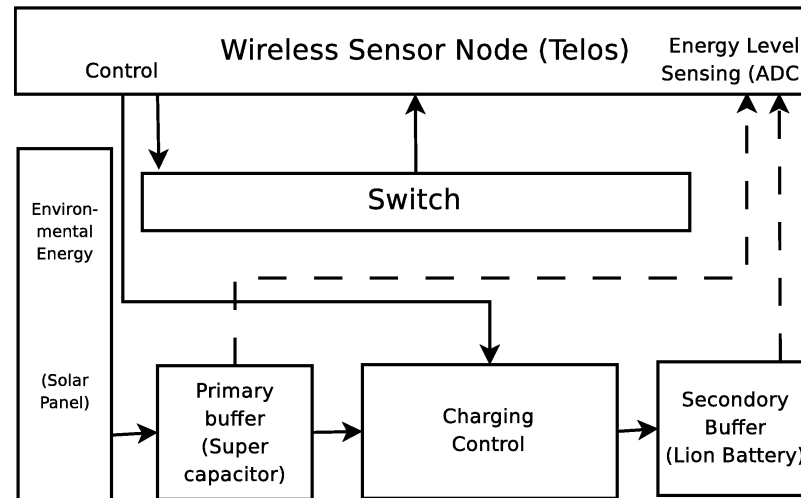 Wireless Sensor Node (Telos)
Energy Level
Sensing (ADC
Control
Switch
Environ-
mental
Energy
(Solar
Panel)
Primary
buffer
(Super
capacitor)
Charging
Control
Secondory
Buffer
(Lion Battery)